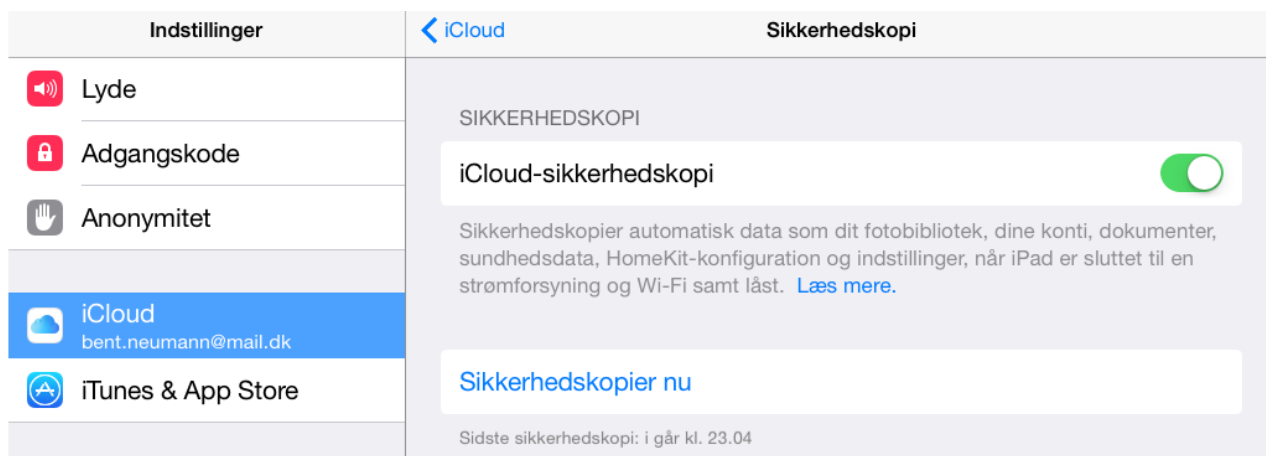 Indstillinger
Lyde
Adgangskode
Anonymitet
iCloud
bent.neumann@mail.dk
iTunes & App Store
iCloud
Sikkerhedskopi
SIKKERHEDSKOPI
iCloud-sikkerhedskopi
Sikkerhedskopier automatisk data som dit fotobibliotek, dine konti, dokumenter,
sundhedsdata, HomeKit-konfiguration og indstillinger, når iPad er sluttet til en
strømforsyning og Wi-Fi samt låst. Læs mere.
Sikkerhedskopier nu
Sidste sikkerhedskopi: i går kl. 23.04